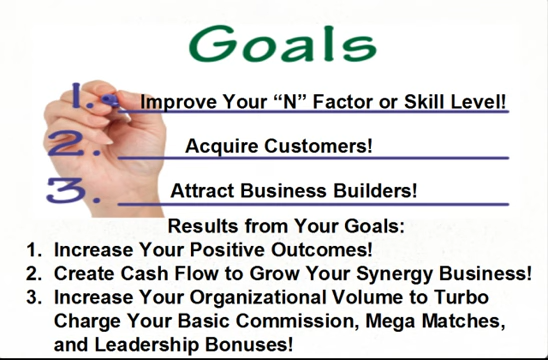 Goals
1. Improve Your “N” Factor or Skill Level!
2. Acquire Customers!
3. Attract Business Builders!
Results from Your Goals:
1. Increase Your Positive Outcomes!
2. Create Cash Flow to Grow Your Synergy Business!
3. Increase Your Organizational Volume to Turbo
Charge Your Basic Commission, Mega Matches,
and Leadership Bonuses!